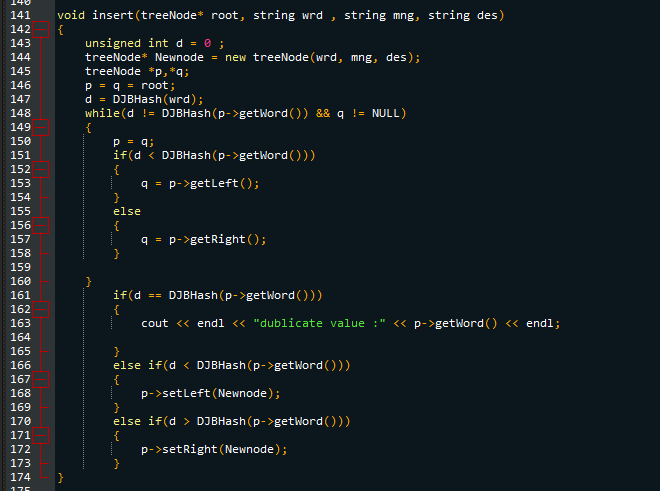 140
141 void insert(treeNode* root, string wrd , string mng, string des)
142 {
143 unsigned int d = 0 ;
144 treeNode* Newnode = new treeNode(wrd, mng, des);
145 treeNode *p,*q;
146 p = q = root;
147 d = DJBHash(wrd);
148 while(d != DJBHash(p->getWord()) && q != NULL)
149 {
150 p = q;
151 if(d < DJBHash(p->getWord()))
152 {
153 q = p->getLeft();
154 }
155 else
156 {
157 q = p->getRight();
158 }
159
160 }
161 if(d == DJBHash(p->getWord()))
162 {
163 cout << endl << "dublicate value :" << p->getWord() << endl;
164
165 }
166 else if(d < DJBHash(p->getWord()))
167 {
168 p->setLeft(Newnode);
169 }
170 else if(d > DJBHash(p->getWord()))
171 {
172 p->setRight(Newnode);
173 }
174 }
175